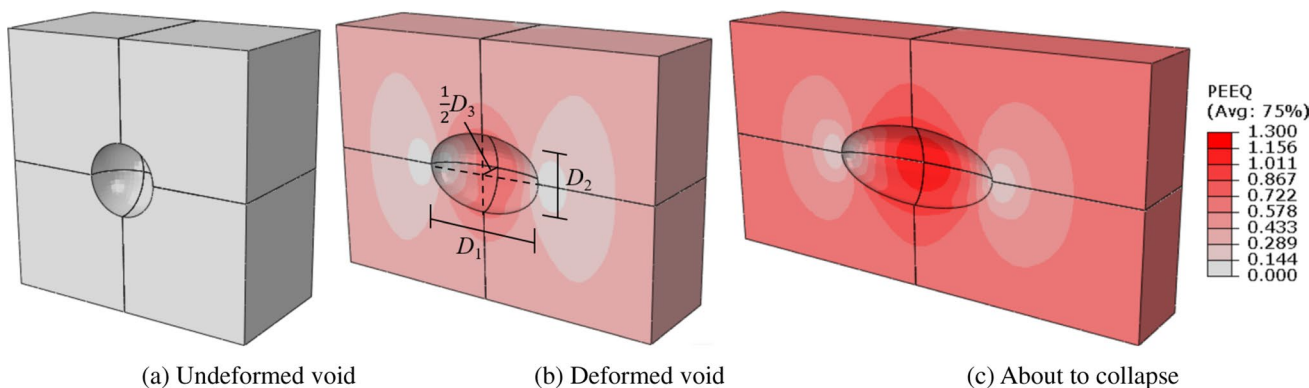 ½D₃
D₂
D₁
PEEQ
(Avg: 75%)
1.300
1.156
1.011
0.867
0.722
0.578
0.433
0.289
0.144
0.000
(a) Undeformed void
(b) Deformed void
(c) About to collapse